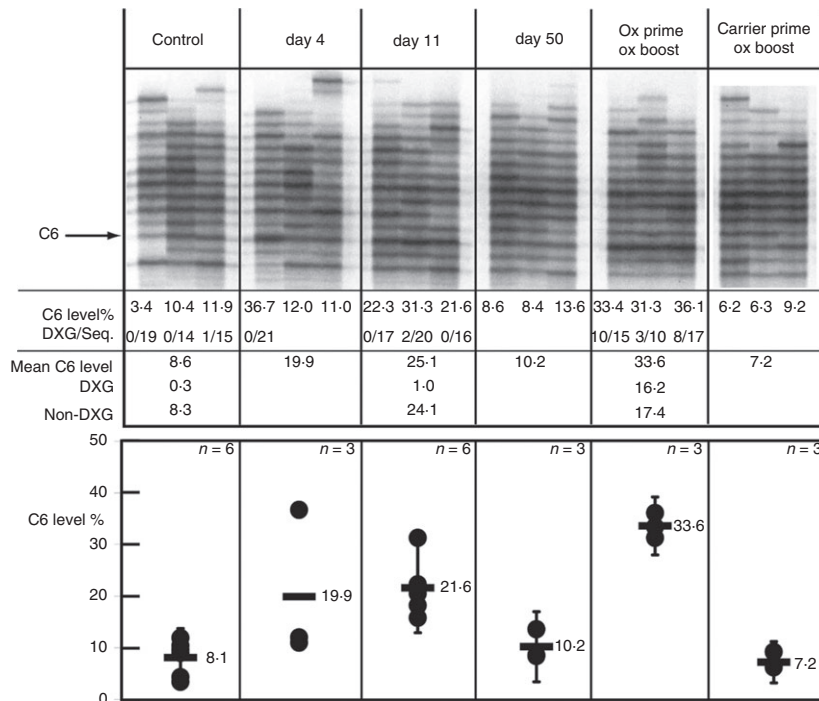 Control day 4 day 11 day 50 Ox prime ox boost Carrier prime ox boost
C6
C6 level% 3·4 10·4 11·9 36·7 12·0 11·0 22·3 31·3 21·6 8·6 8·4 13·6 33·4 31·3 36·1 6·2 6·3 9·2
DXG/Seq. 0/19 0/14 1/15 0/21 0/17 2/20 0/16 10/15 3/10 8/17
Mean C6 level 8·6 19·9 25·1 10·2 33·6 7·2
DXG 0·3 1·0 16·2
Non-DXG 8·3 24·1 17·4
50 n = 6 n = 3 n = 6 n = 3 n = 3 n = 3
40
C6 level %
30
33·6
20 19·9 21·6
10 8·1 10·2 7·2
0